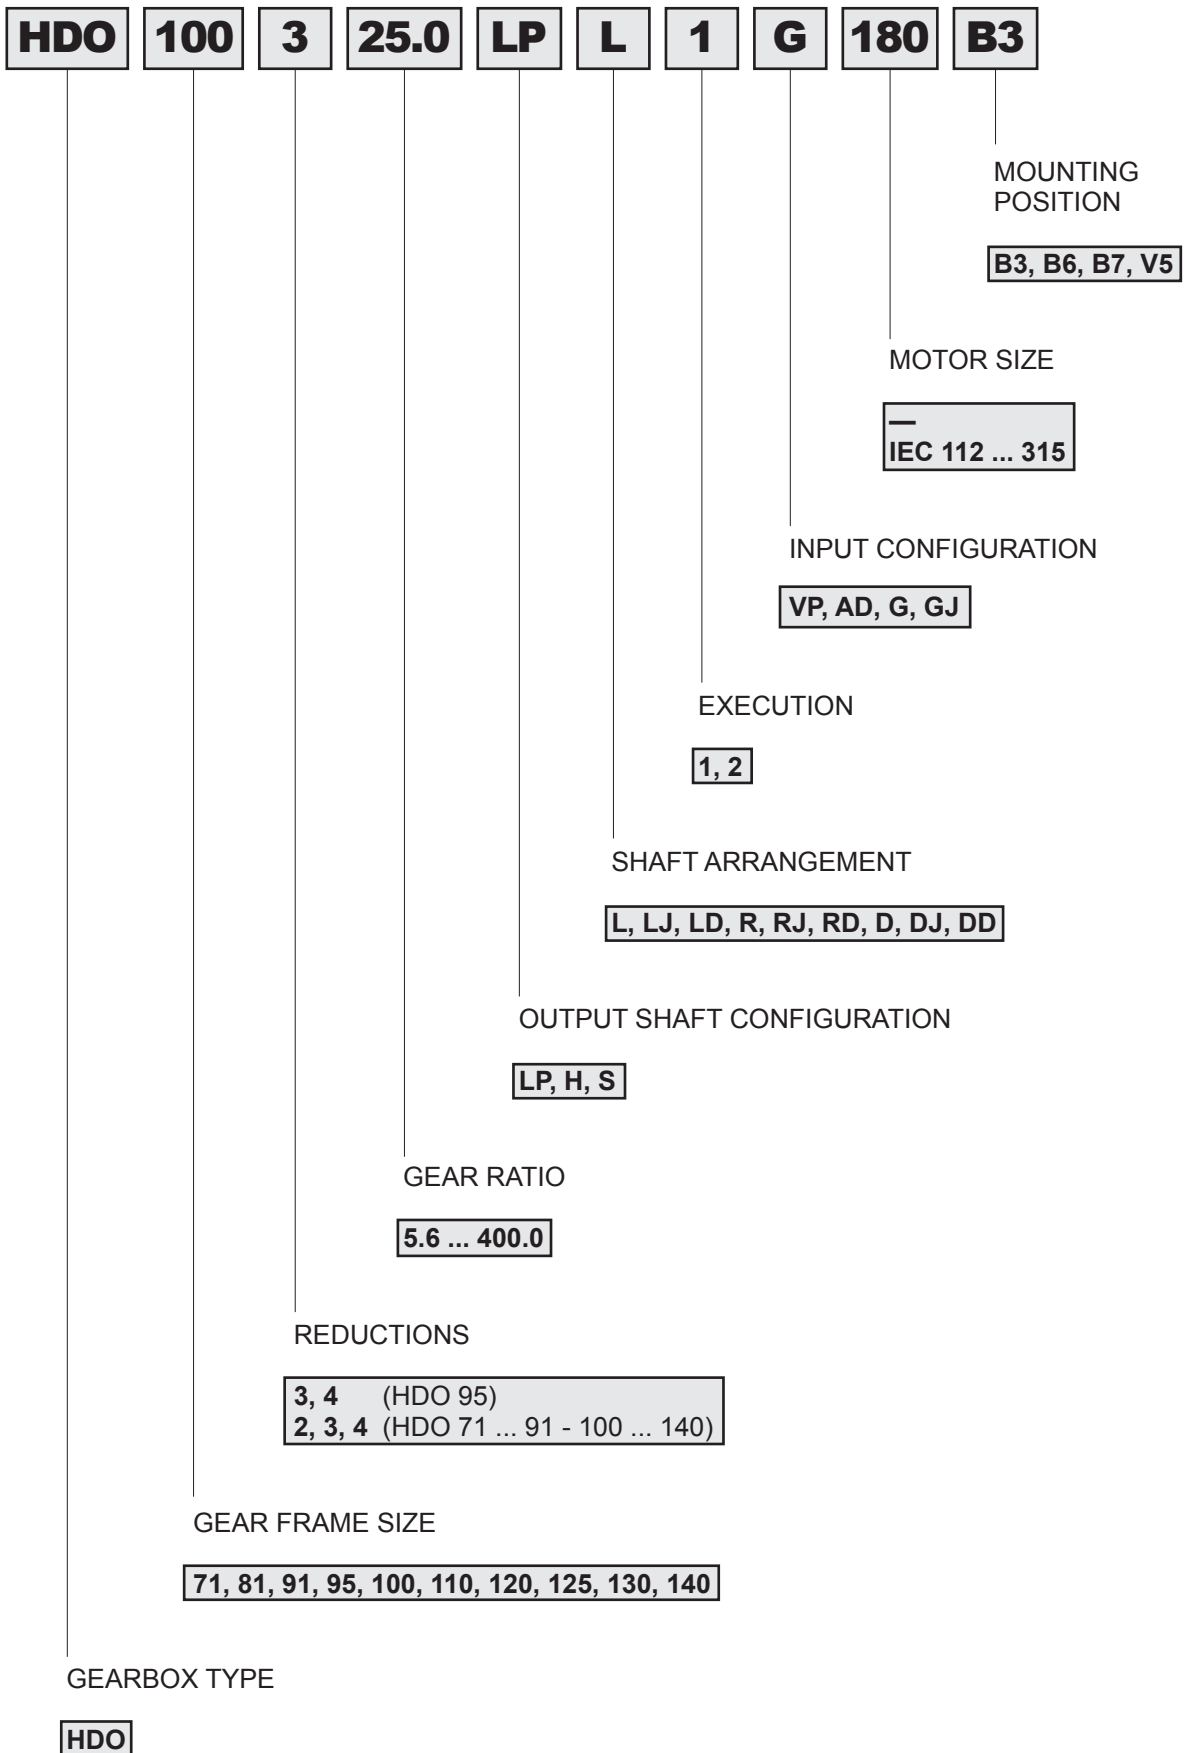 HDO 100 3 25.0 LP L 1 G 180 B3
MOUNTING
POSITION
B3, B6, B7, V5
MOTOR SIZE
—
IEC 112 ... 315
INPUT CONFIGURATION
VP, AD, G, GJ
EXECUTION
1, 2
SHAFT ARRANGEMENT
L, LJ, LD, R, RJ, RD, D, DJ, DD
OUTPUT SHAFT CONFIGURATION
LP, H, S
GEAR RATIO
5.6 ... 400.0
REDUCTIONS
3, 4 (HDO 95)
2, 3, 4 (HDO 71 ... 91 - 100 ... 140)
GEAR FRAME SIZE
71, 81, 91, 95, 100, 110, 120, 125, 130, 140
GEARBOX TYPE
HDO